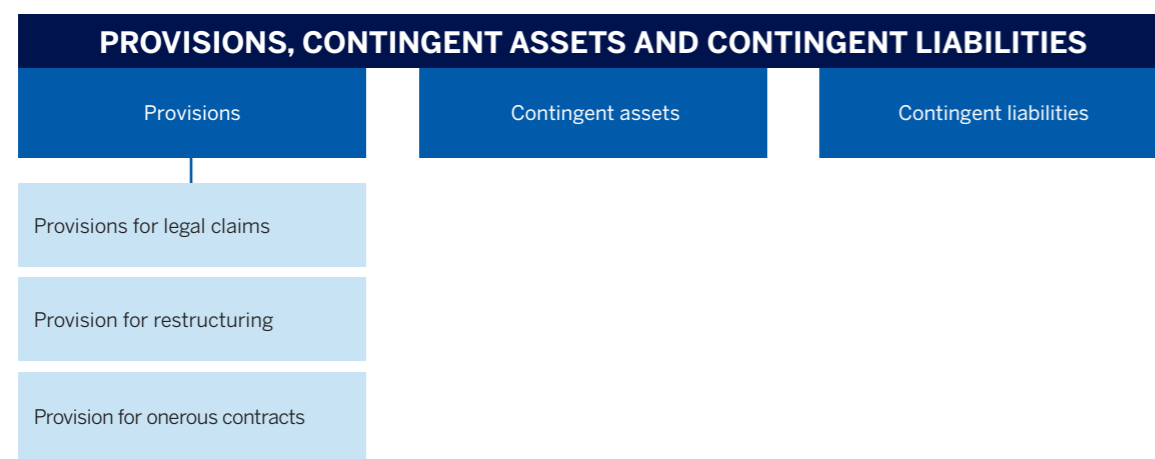 PROVISIONS, CONTINGENT ASSETS AND CONTINGENT LIABILITIES
Provisions
Contingent assets
Contingent liabilities
Provisions for legal claims
Provision for restructuring
Provision for onerous contracts